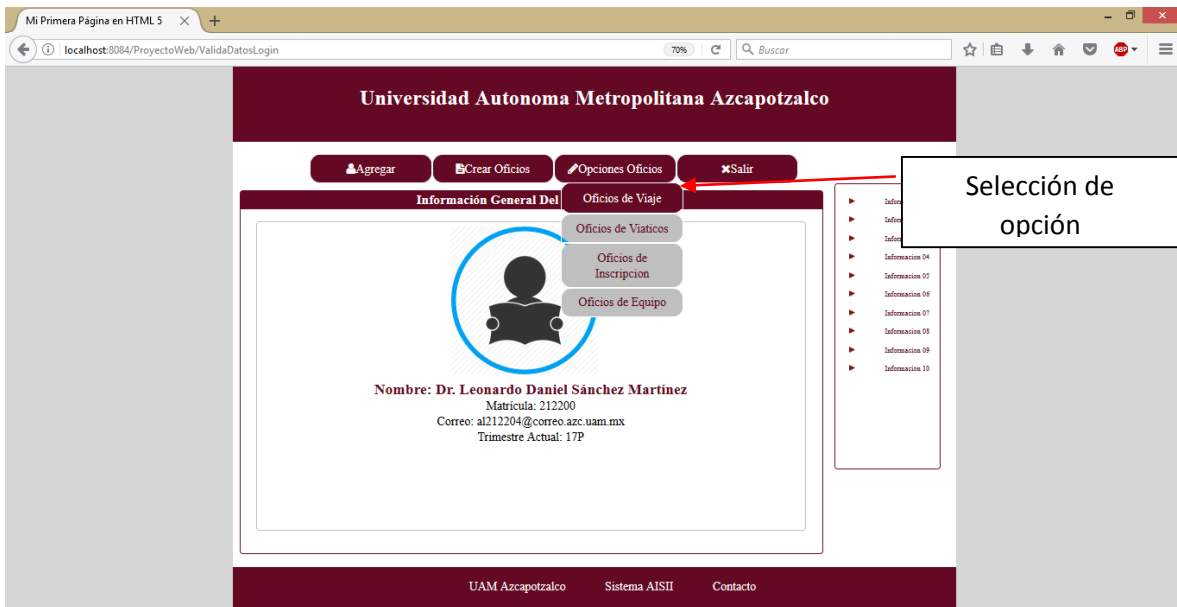 Mi Primera Página en HTML 5
localhost:8084/ProyectoWeb/ValidaDatosLogin
70%
Buscar
ABP
Universidad Autonoma Metropolitana Azcapotzalco
Agregar
Crear Oficios
Opciones Oficios
Salir
Selección de
opción
Información General Del
Oficios de Viaje
Oficios de Viaticos
Oficios de
Inscripcion
Oficios de Equipo
Informacion 04
Informacion 05
Informacion 06
Informacion 07
Informacion 08
Informacion 09
Informacion 10
Nombre: Dr. Leonardo Daniel Sánchez Martínez
Matricula: 212200
Correo: al212204@correo.azc.uam.mx
Trimestre Actual: 17P
UAM Azcapotzalco
Sistema AISII
Contacto